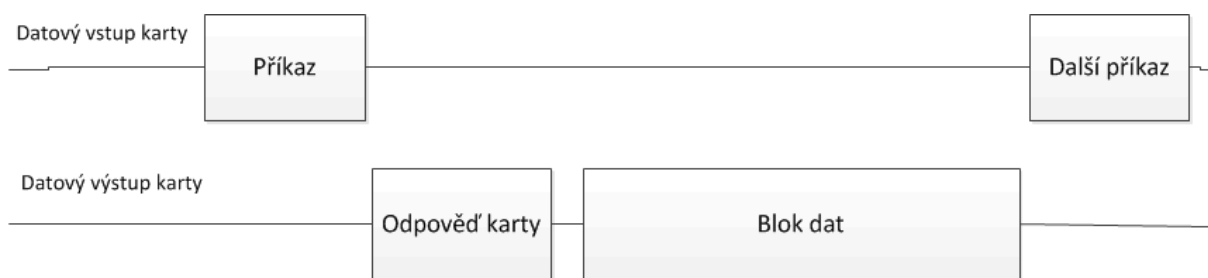 Datový vstup karty
Příkaz
Další příkaz
Datový výstup karty
Odpověď karty
Blok dat